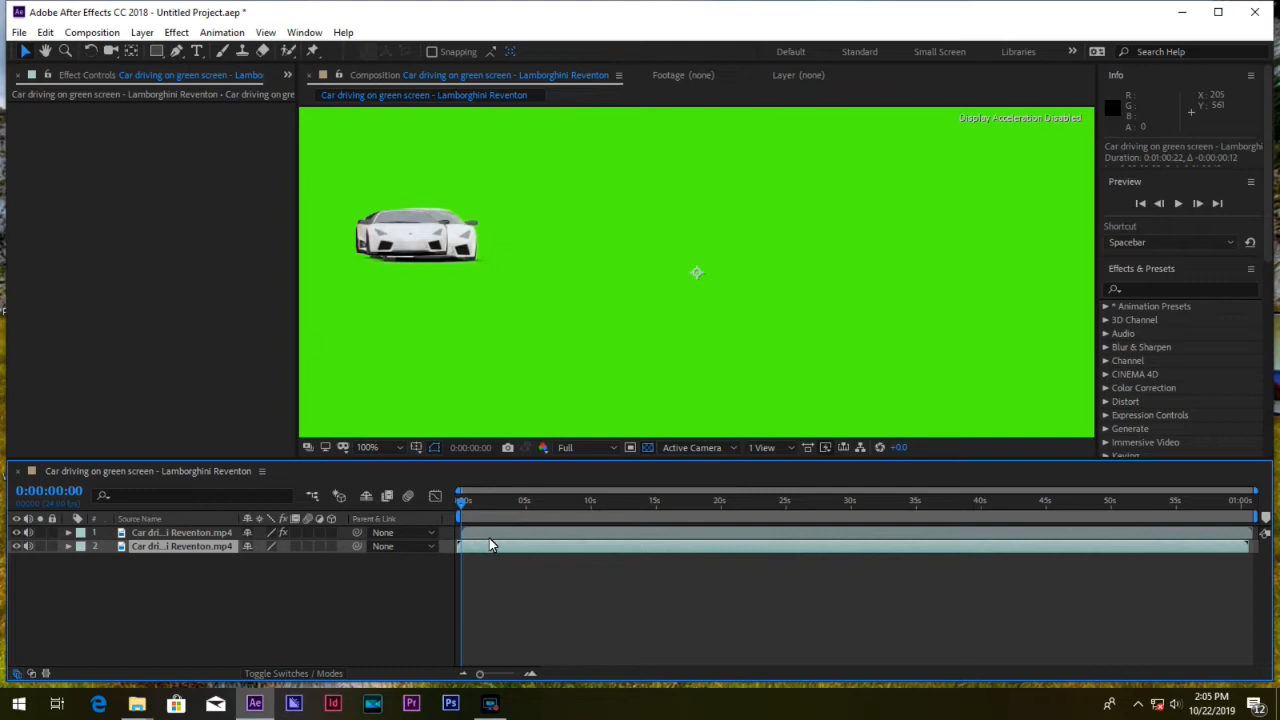 Adobe After Effects CC 2018 - Untitled Project.aep *
File Edit Composition Layer Effect Animation View Window Help
Snapping Default Standard Small Screen Libraries Search Help
Effect Controls Car driving on green screen - Lambo
Composition Car driving on green screen - Lamborghini Reventon
Footage (none) Layer (none)
Info
Car driving on green screen - Lamborghini Reventon • Car driving on gre
Car driving on green screen - Lamborghini Reventon
R :
G :
B :
A : 0
X : 205
Y : 561
Display Acceleration Disabled
Car driving on green screen - Lamborghi
Duration: 0:01:00:22, Δ -0:00:00:12
Preview
Shortcut
Spacebar
Effects & Presets
* Animation Presets
3D Channel
Audio
Blur & Sharpen
Channel
CINEMA 4D
Color Correction
Distort
Expression Controls
Generate
Immersive Video
Keying
100% 0:00:00:00 Full Active Camera 1 View +0.0
Car driving on green screen - Lamborghini Reventon
0:00:00:00
00000 (24.00 fps)
05s 10s 15s 20s 25s 30s 35s 40s 45s 50s 55s 01:00s
# Source Name Parent & Link
1 Car dri...i Reventon.mp4 None
2 Car dri...i Reventon.mp4 None
Toggle Switches / Modes
2:05 PM
10/22/2019
12